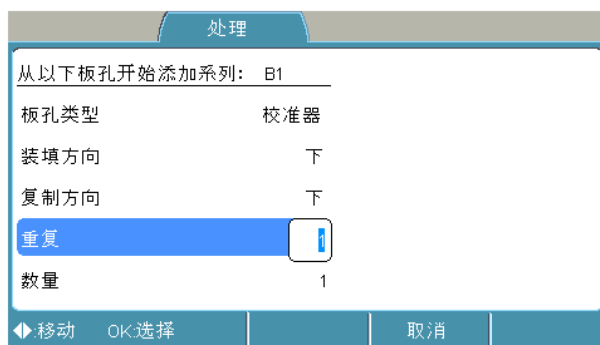 处理
从以下板孔开始添加系列: B1
板孔类型 校准器
装填方向 下
复制方向 下
重复 1
数量 1
移动 OK:选择 取消